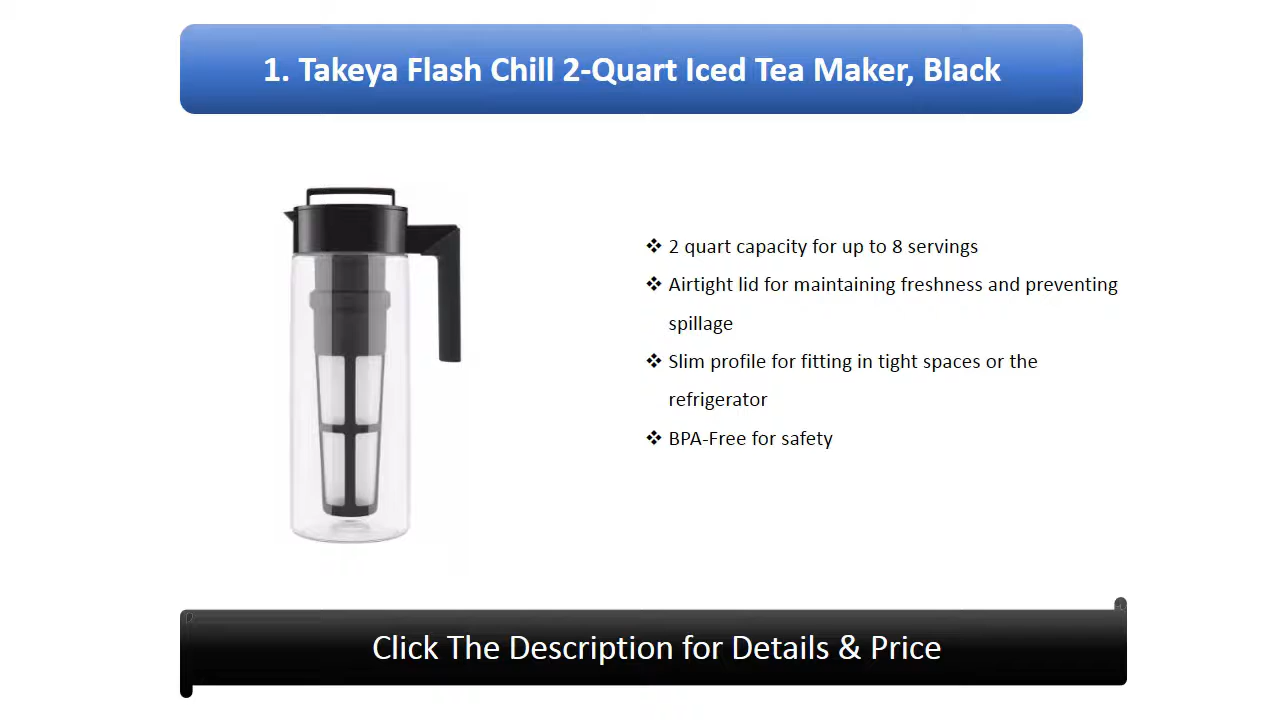 1. Takeya Flash Chill 2-Quart Iced Tea Maker, Black
❖ 2 quart capacity for up to 8 servings
❖ Airtight lid for maintaining freshness and preventing
spillage
❖ Slim profile for fitting in tight spaces or the
refrigerator
❖ BPA-Free for safety
Click The Description for Details & Price